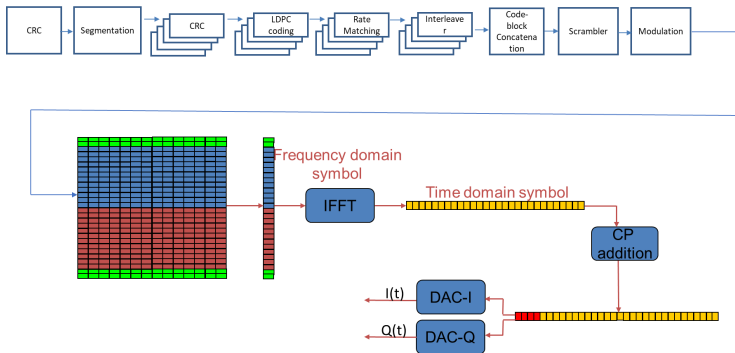 CRC
Segmentation
CRC
LDPC
coding
Rate
Matching
Interleave
r
Code-
block
Concatena
tion
Scrambler
Modulation
Frequency domain
symbol
IFFT
Time domain symbol
CP
addition
I(t)
DAC-I
Q(t)
DAC-Q